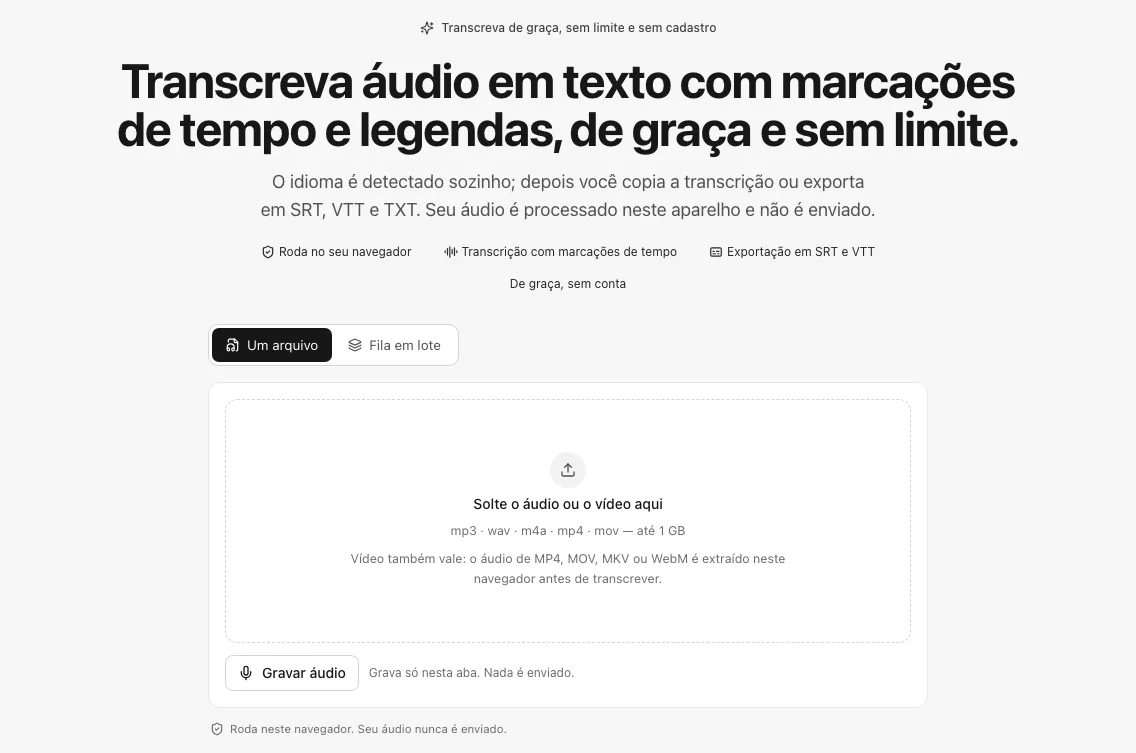 Transcreva de graça, sem limite e sem cadastro
Transcreva áudio em texto com marcações
de tempo e legendas, de graça e sem limite.
O idioma é detectado sozinho; depois você copia a transcrição ou exporta
em SRT, VTT e TXT. Seu áudio é processado neste aparelho e não é enviado.
Roda no seu navegador
Transcrição com marcações de tempo
Exportação em SRT e VTT
De graça, sem conta
Um arquivo
Fila em lote
Solte o áudio ou o vídeo aqui
mp3 · wav · m4a · mp4 · mov — até 1 GB
Vídeo também vale: o áudio de MP4, MOV, MKV ou WebM é extraído neste
navegador antes de transcrever.
Gravar áudio
Grava só nesta aba. Nada é enviado.
Roda neste navegador. Seu áudio nunca é enviado.